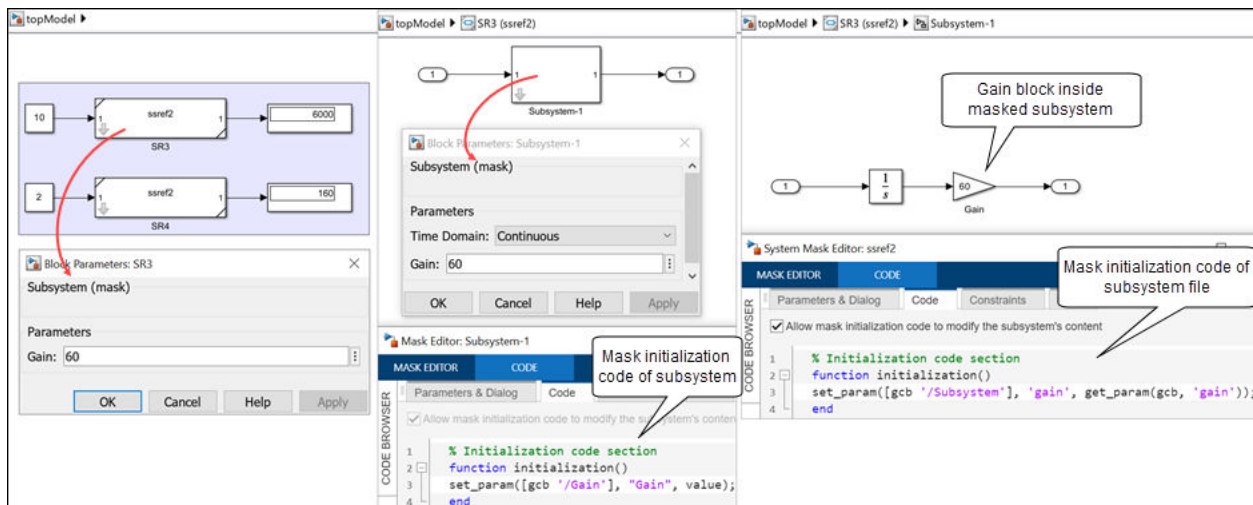 topModel
10
1
ssref2
1
6000
SR3
2
1
ssref2
1
160
SR4
Block Parameters: SR3
Subsystem (mask)
Parameters
Gain: 60
OK Cancel Help Apply
topModel SR3 (ssref2)
1
1
1
1
Subsystem-1
Block Parameters: Subsystem-1
Subsystem (mask)
Parameters
Time Domain: Continuous
Gain: 60
OK Cancel Help Apply
Mask Editor: Subsystem-1
MASK EDITOR CODE
Parameters & Dialog Code
Allow mask initialization code to modify the subsystem's conten
CODE BROWSER
1 % Initialization code section
2 function initialization()
3 set_param([gcb '/Gain'], "Gain", value);
4 end
Mask initialization
code of subsystem
topModel SR3 (ssref2) Subsystem-1
Gain block inside
masked subsystem
1
1
s
60
1
Gain
System Mask Editor: ssref2
MASK EDITOR CODE
Parameters & Dialog Code Constraints
Allow mask initialization code to modify the subsystem's content
CODE BROWSER
1 % Initialization code section
2 function initialization()
3 set_param([gcb '/Subsystem'], 'gain', get_param(gcb, 'gain'));
4 end
Mask initialization code of
subsystem file